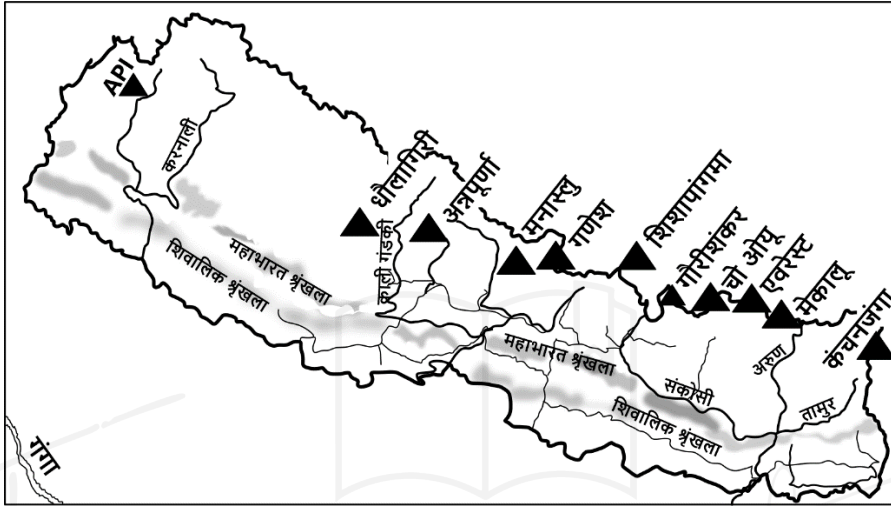 API
करनाली
धौलागिरी
अन्नपूर्णा
मनास्लु
गणेश
शिशापांगमा
गौरीशंकर
चो ओयू
एवरेस्ट
मेकालू
कंचनजंगा
काली गंडकी
महाभारत श्रृंखला
शिवालिक श्रृंखला
महाभारत श्रृंखला
शिवालिक श्रृंखला
संकोसी
अरुण
तामुर
गंगा